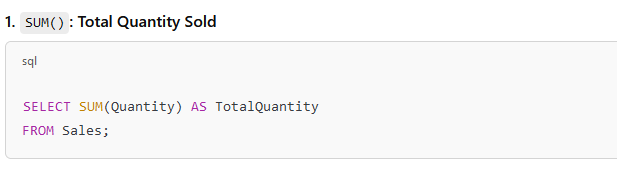 1. SUM(): Total Quantity Sold
sql
SELECT SUM(Quantity) AS TotalQuantity
FROM Sales;